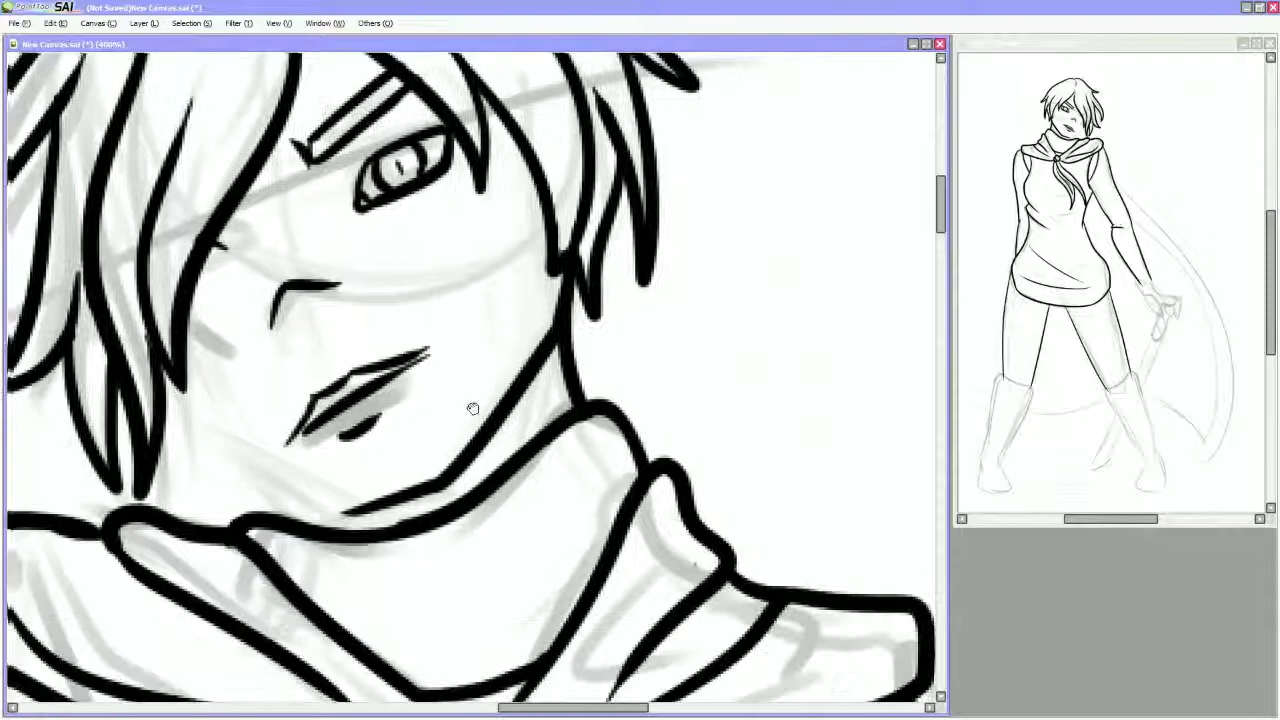 PaintTool SAI (Not Saved)New Canvas.sai (*)
File (F) Edit (E) Canvas (C) Layer (L) Selection (S) Filter (T) View (V) Window (W) Others (O)
New Canvas.sai (*) (400%)